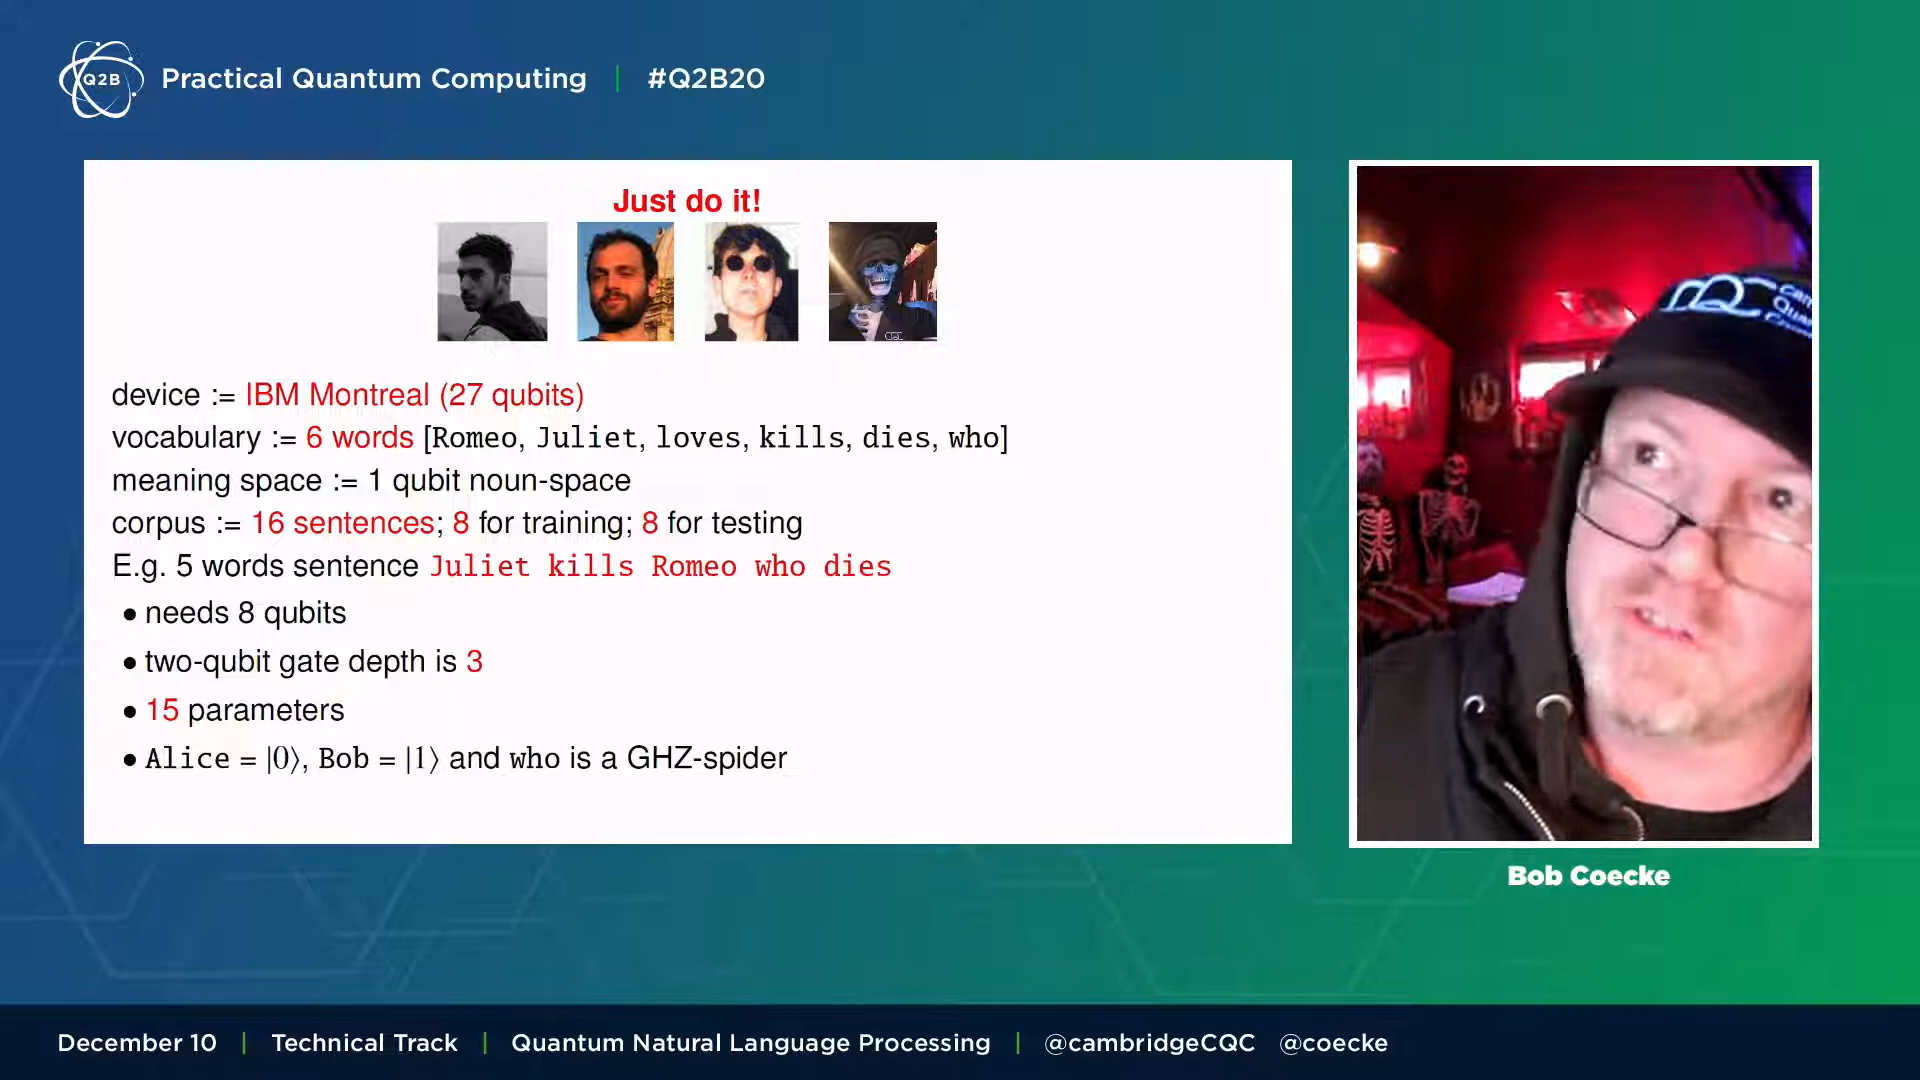 Q2B Practical Quantum Computing | #Q2B20
Just do it!
CQC
device := IBM Montreal (27 qubits)
vocabulary := 6 words [Romeo, Juliet, loves, kills, dies, who]
meaning space := 1 qubit noun-space
corpus := 16 sentences; 8 for training; 8 for testing
E.g. 5 words sentence Juliet kills Romeo who dies
• needs 8 qubits
• two-qubit gate depth is 3
• 15 parameters
• Alice = |0⟩, Bob = |1⟩ and who is a GHZ-spider
Bob Coecke
December 10 | Technical Track | Quantum Natural Language Processing | @cambridgeCQC @coecke